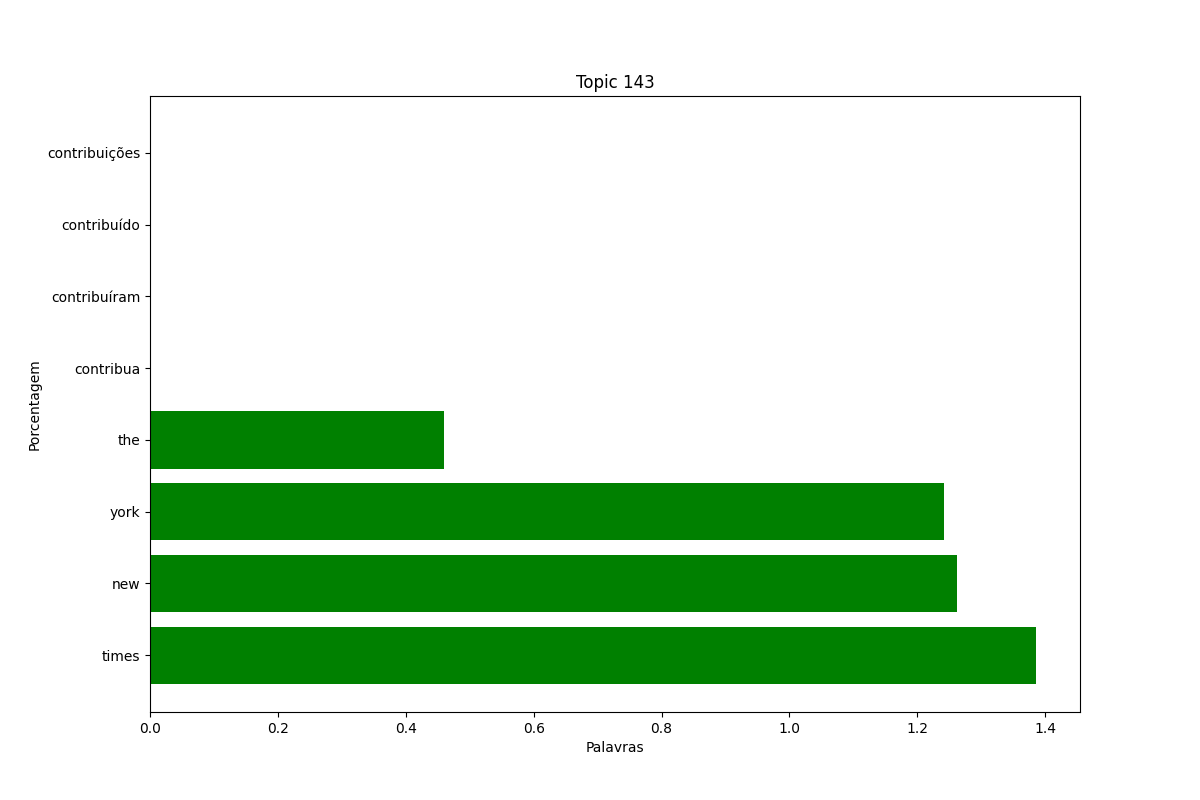 Topic 143
contribuições
contribuído
contribuíram
contribua
the
york
new
times
Porcentagem
0.0 0.2 0.4 0.6 0.8 1.0 1.2 1.4
Palavras